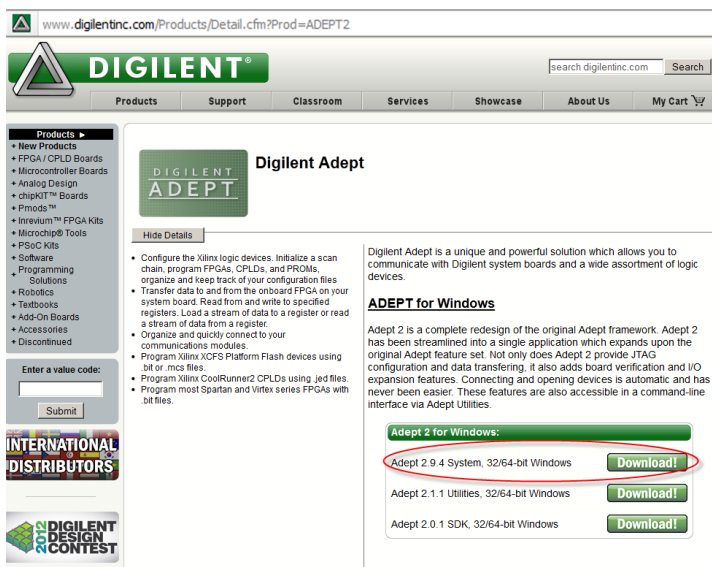 www.digilentinc.com/Products/Detail.cfm?Prod=ADEPT2
DIGILENT®
search digilentinc.com
Search
Products
Support
Classroom
Services
Showcase
About Us
My Cart
Products ►
+ New Products
+ FPGA / CPLD Boards
+ Microcontroller Boards
+ Analog Design
+ chipKIT™ Boards
+ Pmods™
+ Inrevium™ FPGA Kits
+ Microchip® Tools
+ PSoC Kits
+ Software
+ Programming
Solutions
+ Robotics
+ Textbooks
+ Add-On Boards
+ Accessories
+ Discontinued
Enter a value code:
Submit
INTERNATIONAL
DISTRIBUTORS
2012 DIGILENT
DESIGN
CONTEST
DIGILENT
ADEPT
Digilent Adept
Hide Details
• Configure the Xilinx logic devices. Initialize a scan
chain, program FPGAs, CPLDs, and PROMs,
organize and keep track of your configuration files
• Transfer data to and from the onboard FPGA on your
system board. Read from and write to specified
registers. Load a stream of data to a register or read
a stream of data from a register.
• Organize and quickly connect to your
communications modules.
• Program Xilinx XCFS Platform Flash devices using
.bit or .mcs files.
• Program Xilinx CoolRunner2 CPLDs using .jed files.
• Program most Spartan and Virtex series FPGAs with
.bit files.
Digilent Adept is a unique and powerful solution which allows you to
communicate with Digilent system boards and a wide assortment of logic
devices.
ADEPT for Windows
Adept 2 is a complete redesign of the original Adept framework. Adept 2
has been streamlined into a single application which expands upon the
original Adept feature set. Not only does Adept 2 provide JTAG
configuration and data transfering, it also adds board verification and I/O
expansion features. Connecting and opening devices is automatic and has
never been easier. These features are also accessible in a command-line
interface via Adept Utilities.
Adept 2 for Windows:
Adept 2.9.4 System, 32/64-bit Windows
Download!
Adept 2.1.1 Utilities, 32/64-bit Windows
Download!
Adept 2.0.1 SDK, 32/64-bit Windows
Download!